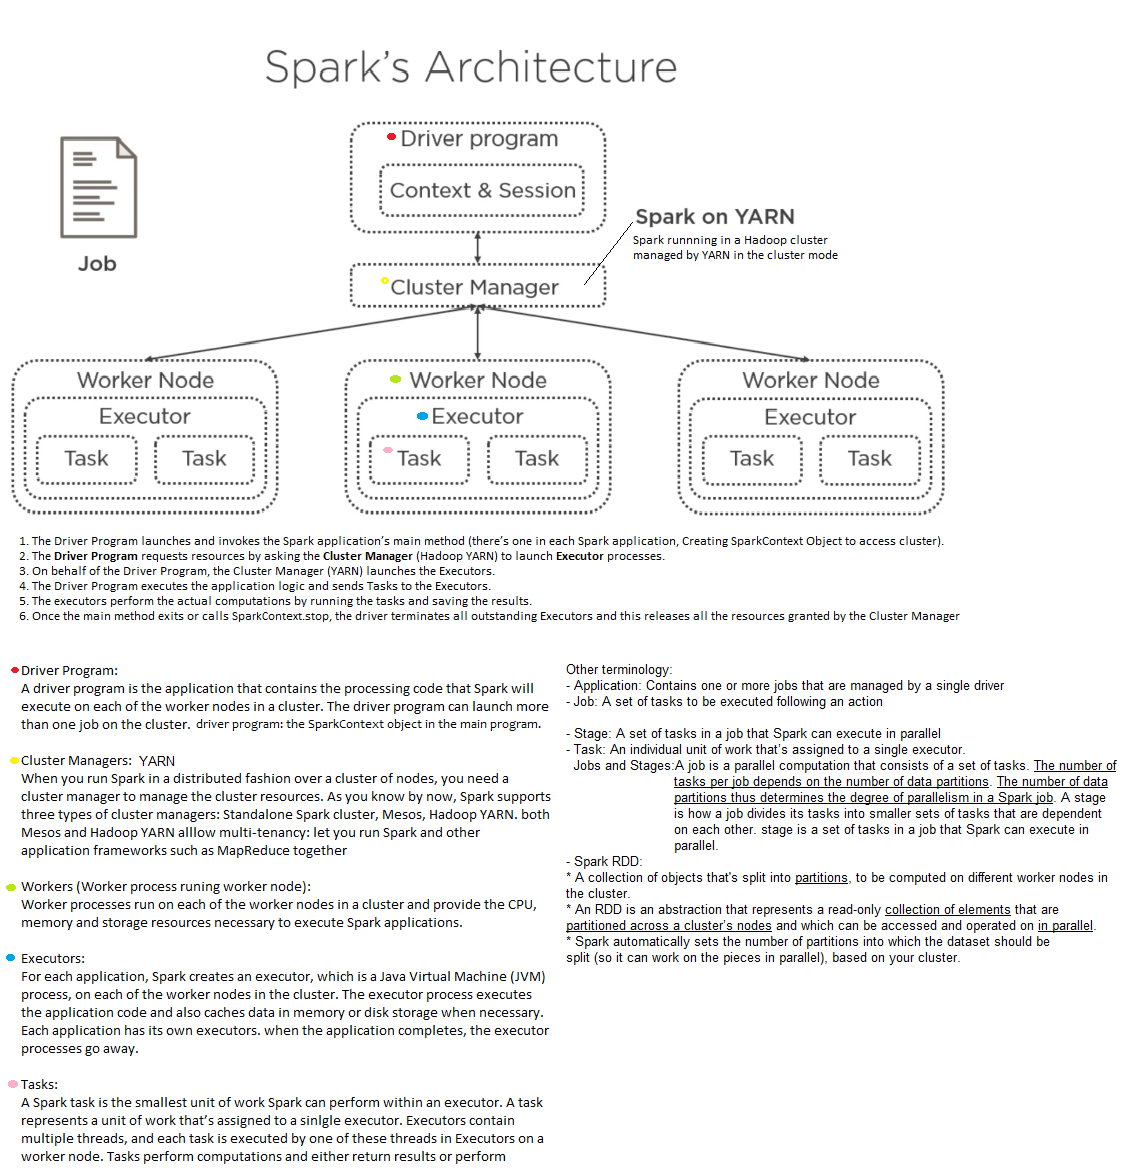 Spark's Architecture
Driver program
Context & Session
Job
Spark on YARN
Spark runnning in a Hadoop cluster
managed by YARN in the cluster mode
Cluster Manager
Worker Node
Executor
Task
Task
Worker Node
Executor
Task
Task
Worker Node
Executor
Task
Task
1. The Driver Program launches and invokes the Spark application's main method (there's one in each Spark application, Creating SparkContext Object to access cluster).
2. The Driver Program requests resources by asking the Cluster Manager (Hadoop YARN) to launch Executor processes.
3. On behalf of the Driver Program, the Cluster Manager (YARN) launches the Executors.
4. The Driver Program executes the application logic and sends Tasks to the Executors.
5. The executors perform the actual computations by running the tasks and saving the results.
6. Once the main method exits or calls SparkContext.stop, the driver terminates all outstanding Executors and this releases all the resources granted by the Cluster Manager
Driver Program:
A driver program is the application that contains the processing code that Spark will
execute on each of the worker nodes in a cluster. The driver program can launch more
than one job on the cluster. driver program: the SparkContext object in the main program.
Cluster Managers: YARN
When you run Spark in a distributed fashion over a cluster of nodes, you need a
cluster manager to manage the cluster resources. As you know by now, Spark supports
three types of cluster managers: Standalone Spark cluster, Mesos, Hadoop YARN. both
Mesos and Hadoop YARN alllow multi-tenancy: let you run Spark and other
application frameworks such as MapReduce together
Workers (Worker process runing worker node):
Worker processes run on each of the worker nodes in a cluster and provide the CPU,
memory and storage resources necessary to execute Spark applications.
Executors:
For each application, Spark creates an executor, which is a Java Virtual Machine (JVM)
process, on each of the worker nodes in the cluster. The executor process executes
the application code and also caches data in memory or disk storage when necessary.
Each application has its own executors. when the application completes, the executor
processes go away.
Tasks:
A Spark task is the smallest unit of work Spark can perform within an executor. A task
represents a unit of work that's assigned to a sinlgle executor. Executors contain
multiple threads, and each task is executed by one of these threads in Executors on a
worker node. Tasks perform computations and either return results or perform
Other terminology:
- Application: Contains one or more jobs that are managed by a single driver
- Job: A set of tasks to be executed following an action
- Stage: A set of tasks in a job that Spark can execute in parallel
- Task: An individual unit of work that's assigned to a single executor.
Jobs and Stages:A job is a parallel computation that consists of a set of tasks. The number of
tasks per job depends on the number of data partitions. The number of data
partitions thus determines the degree of parallelism in a Spark job. A stage
is how a job divides its tasks into smaller sets of tasks that are dependent
on each other. stage is a set of tasks in a job that Spark can execute in
parallel.
- Spark RDD:
* A collection of objects that's split into partitions, to be computed on different worker nodes in
the cluster.
* An RDD is an abstraction that represents a read-only collection of elements that are
partitioned across a cluster's nodes and which can be accessed and operated on in parallel.
* Spark automatically sets the number of partitions into which the dataset should be
split (so it can work on the pieces in parallel), based on your cluster.